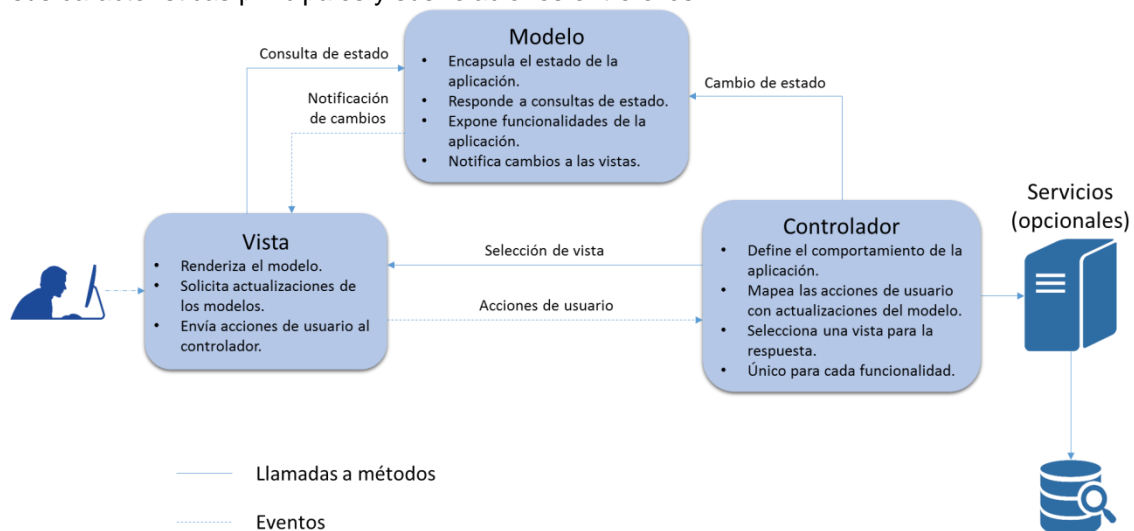 Modelo
• Encapsula el estado de la
aplicación.
• Responde a consultas de estado.
• Expone funcionalidades de la
aplicación.
• Notifica cambios a las vistas.
Consulta de estado
Notificación
de cambios
Cambio de estado
Servicios
(opcionales)
Vista
• Renderiza el modelo.
• Solicita actualizaciones de
los modelos.
• Envía acciones de usuario al
controlador.
Selección de vista
Acciones de usuario
Controlador
• Define el comportamiento de la
aplicación.
• Mapea las acciones de usuario
con actualizaciones del modelo.
• Selecciona una vista para la
respuesta.
• Único para cada funcionalidad.
Llamadas a métodos
Eventos